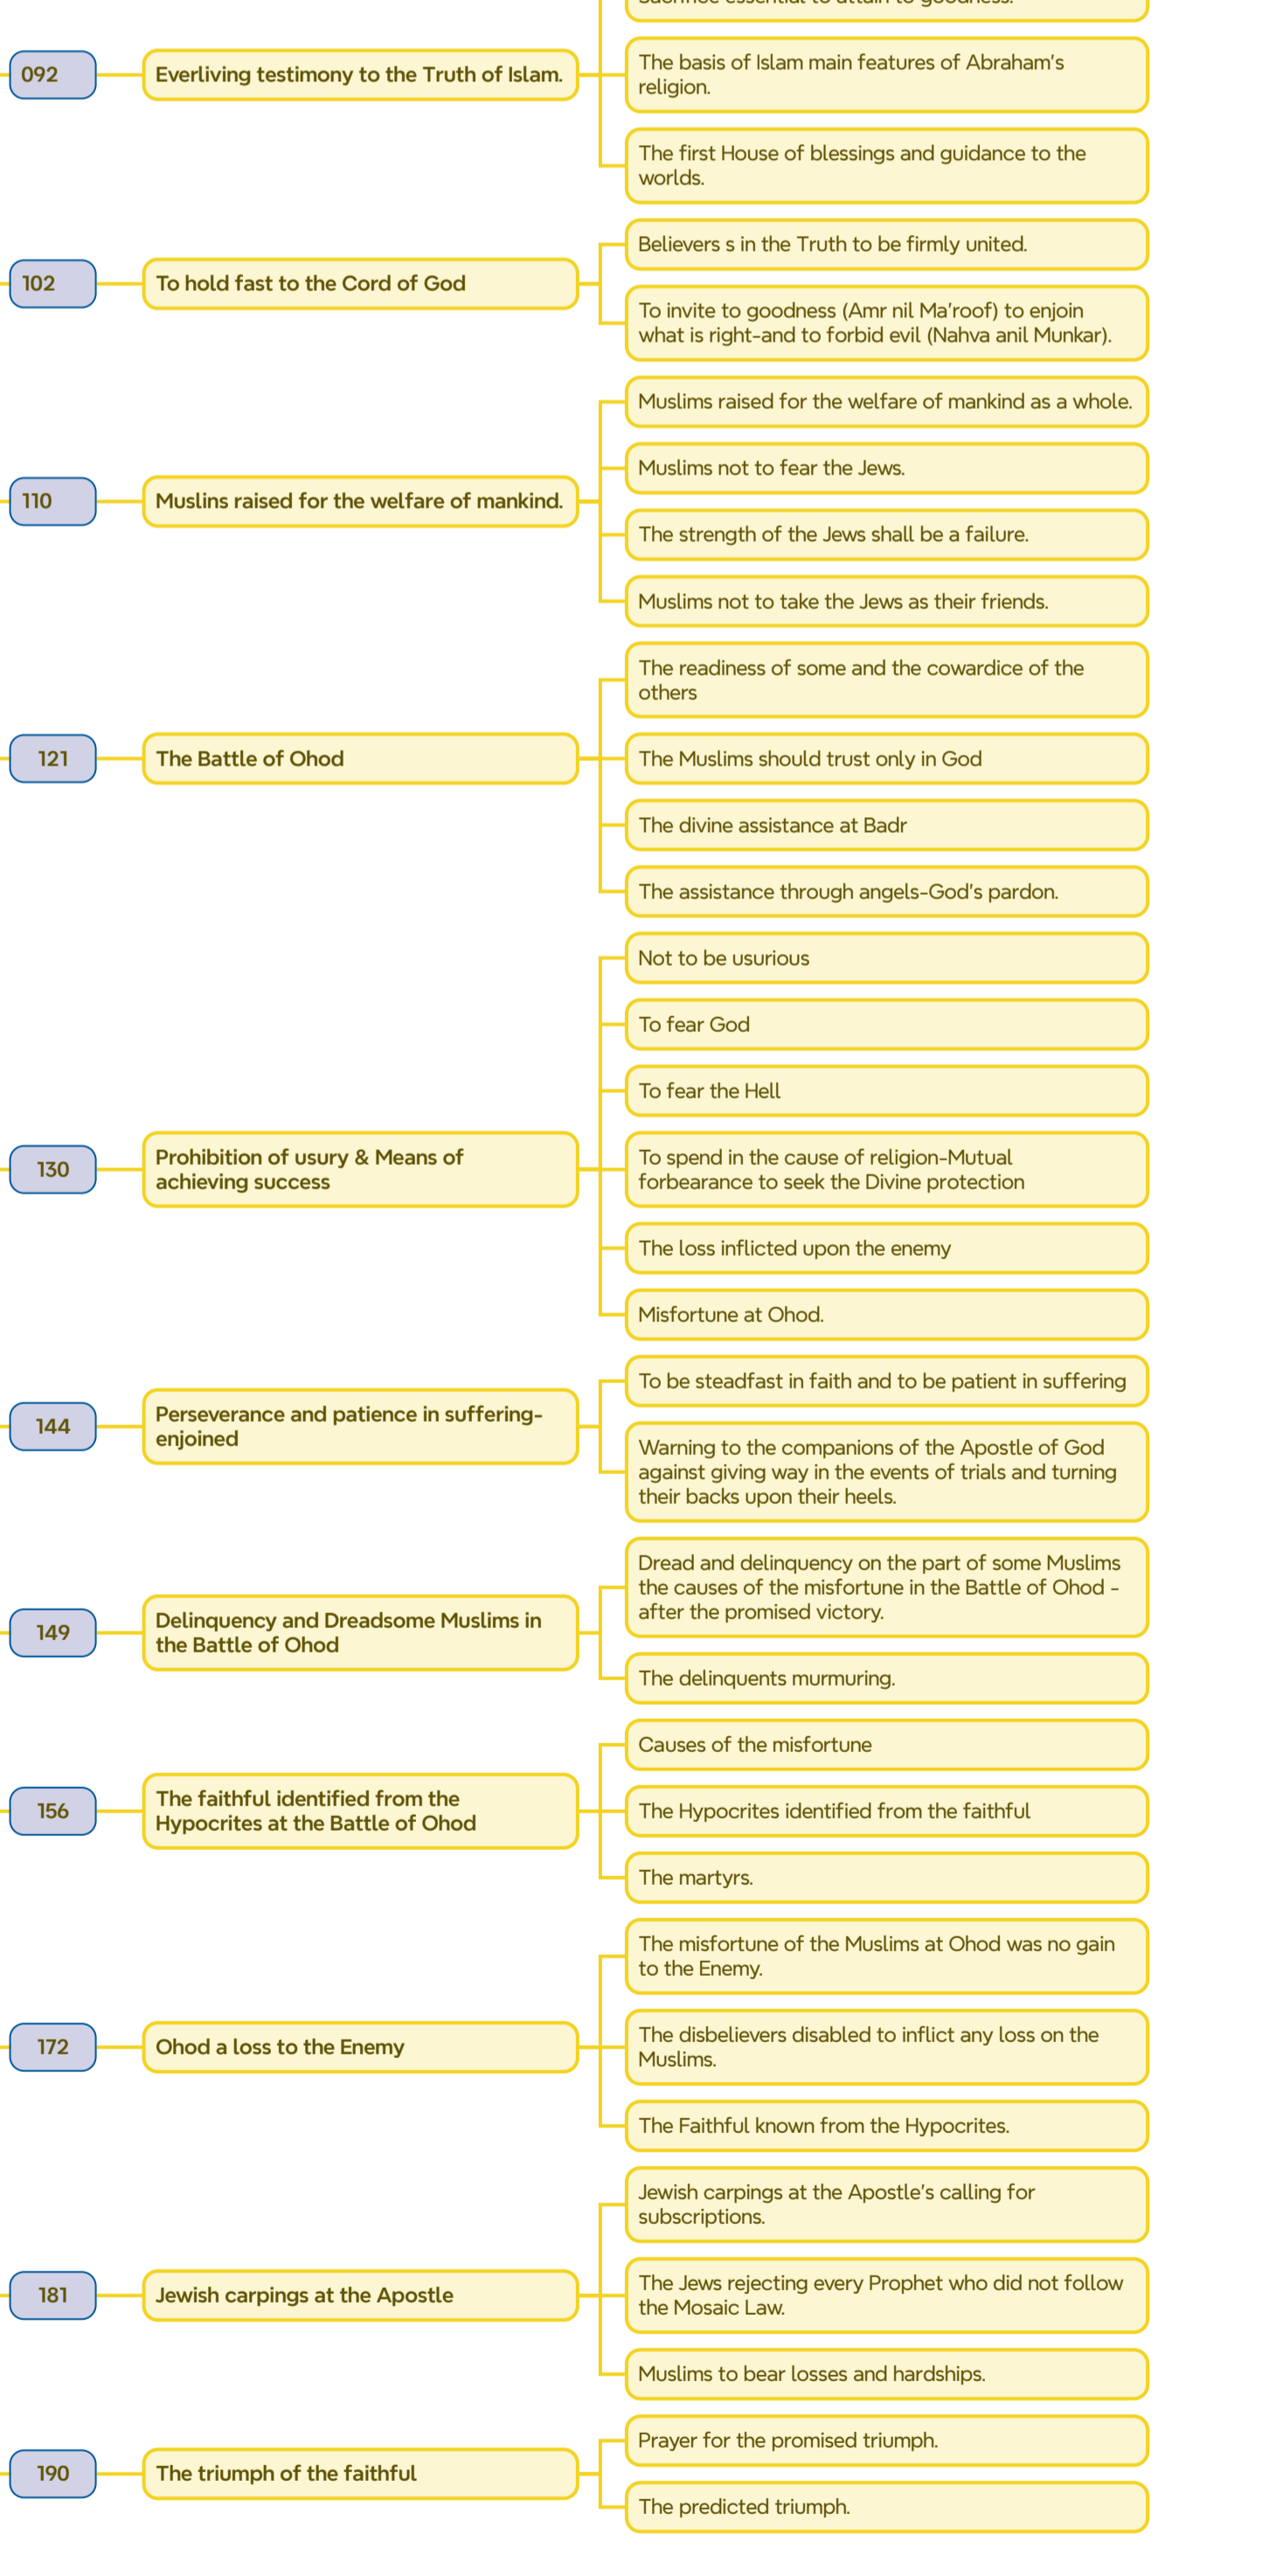 Sacrifice essential to attain to goodness.
092
Everliving testimony to the Truth of Islam.
The basis of Islam main features of Abraham's
religion.
The first House of blessings and guidance to the
worlds.
102
To hold fast to the Cord of God
Believers s in the Truth to be firmly united.
To invite to goodness (Amr nil Ma'roof) to enjoin
what is right-and to forbid evil (Nahva anil Munkar).
110
Muslins raised for the welfare of mankind.
Muslims raised for the welfare of mankind as a whole.
Muslims not to fear the Jews.
The strength of the Jews shall be a failure.
Muslims not to take the Jews as their friends.
121
The Battle of Ohod
The readiness of some and the cowardice of the
others
The Muslims should trust only in God
The divine assistance at Badr
The assistance through angels-God's pardon.
130
Prohibition of usury & Means of
achieving success
Not to be usurious
To fear God
To fear the Hell
To spend in the cause of religion-Mutual
forbearance to seek the Divine protection
The loss inflicted upon the enemy
Misfortune at Ohod.
144
Perseverance and patience in suffering-
enjoined
To be steadfast in faith and to be patient in suffering
Warning to the companions of the Apostle of God
against giving way in the events of trials and turning
their backs upon their heels.
149
Delinquency and Dreadsome Muslims in
the Battle of Ohod
Dread and delinquency on the part of some Muslims
the causes of the misfortune in the Battle of Ohod -
after the promised victory.
The delinquents murmuring.
156
The faithful identified from the
Hypocrites at the Battle of Ohod
Causes of the misfortune
The Hypocrites identified from the faithful
The martyrs.
172
Ohod a loss to the Enemy
The misfortune of the Muslims at Ohod was no gain
to the Enemy.
The disbelievers disabled to inflict any loss on the
Muslims.
The Faithful known from the Hypocrites.
181
Jewish carpings at the Apostle
Jewish carpings at the Apostle's calling for
subscriptions.
The Jews rejecting every Prophet who did not follow
the Mosaic Law.
Muslims to bear losses and hardships.
190
The triumph of the faithful
Prayer for the promised triumph.
The predicted triumph.